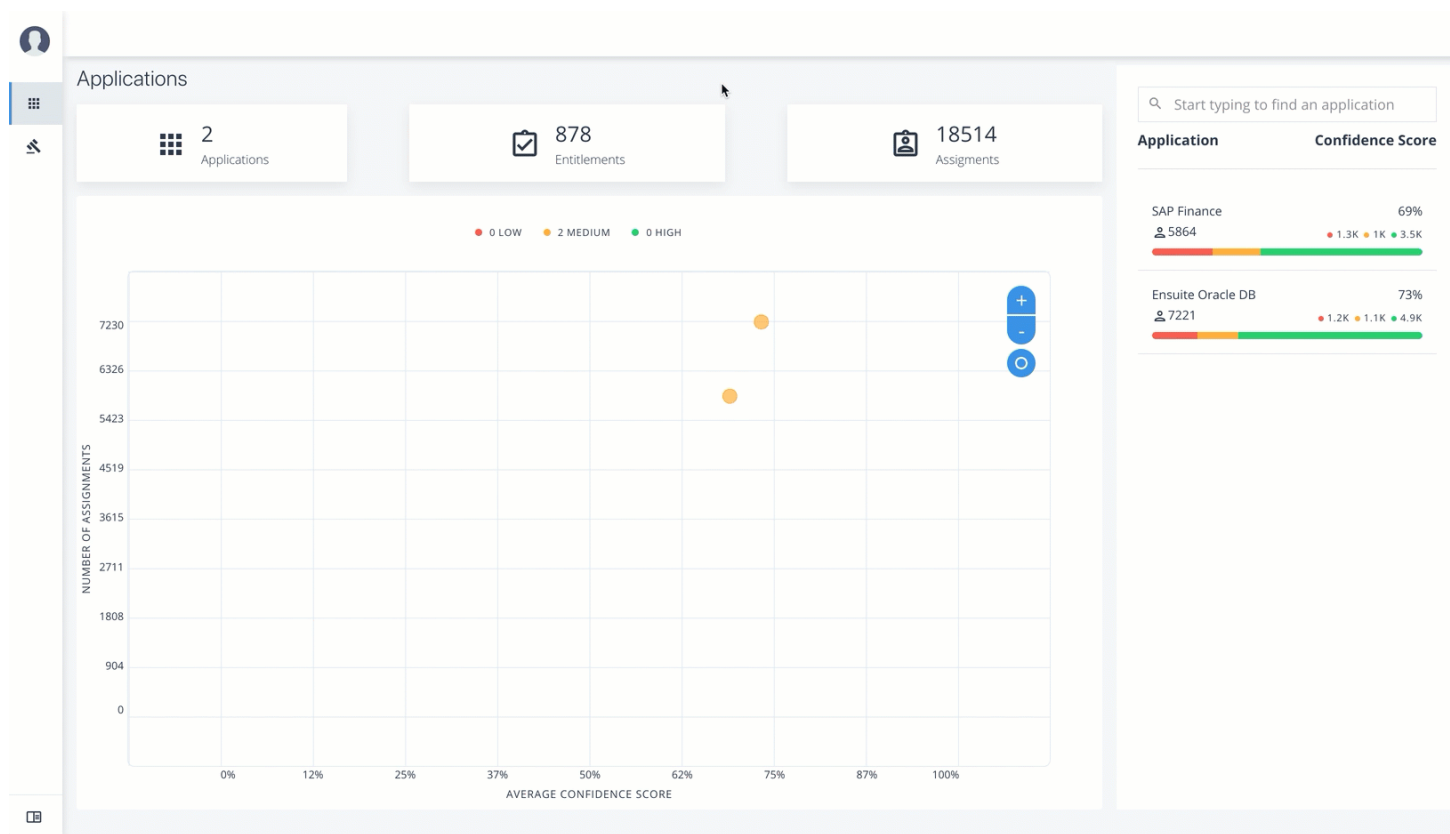 Applications
2
Applications
878
Entitlements
18514
Assigments
Start typing to find an application
Application Confidence Score
SAP Finance 69%
5864 1.3K 1K 3.5K
Ensuite Oracle DB 73%
7221 1.2K 1.1K 4.9K
0 LOW 2 MEDIUM 0 HIGH
+
-
7230
6326
5423
4519
3615
2711
1808
904
0
NUMBER OF ASSIGNMENTS
0% 12% 25% 37% 50% 62% 75% 87% 100%
AVERAGE CONFIDENCE SCORE